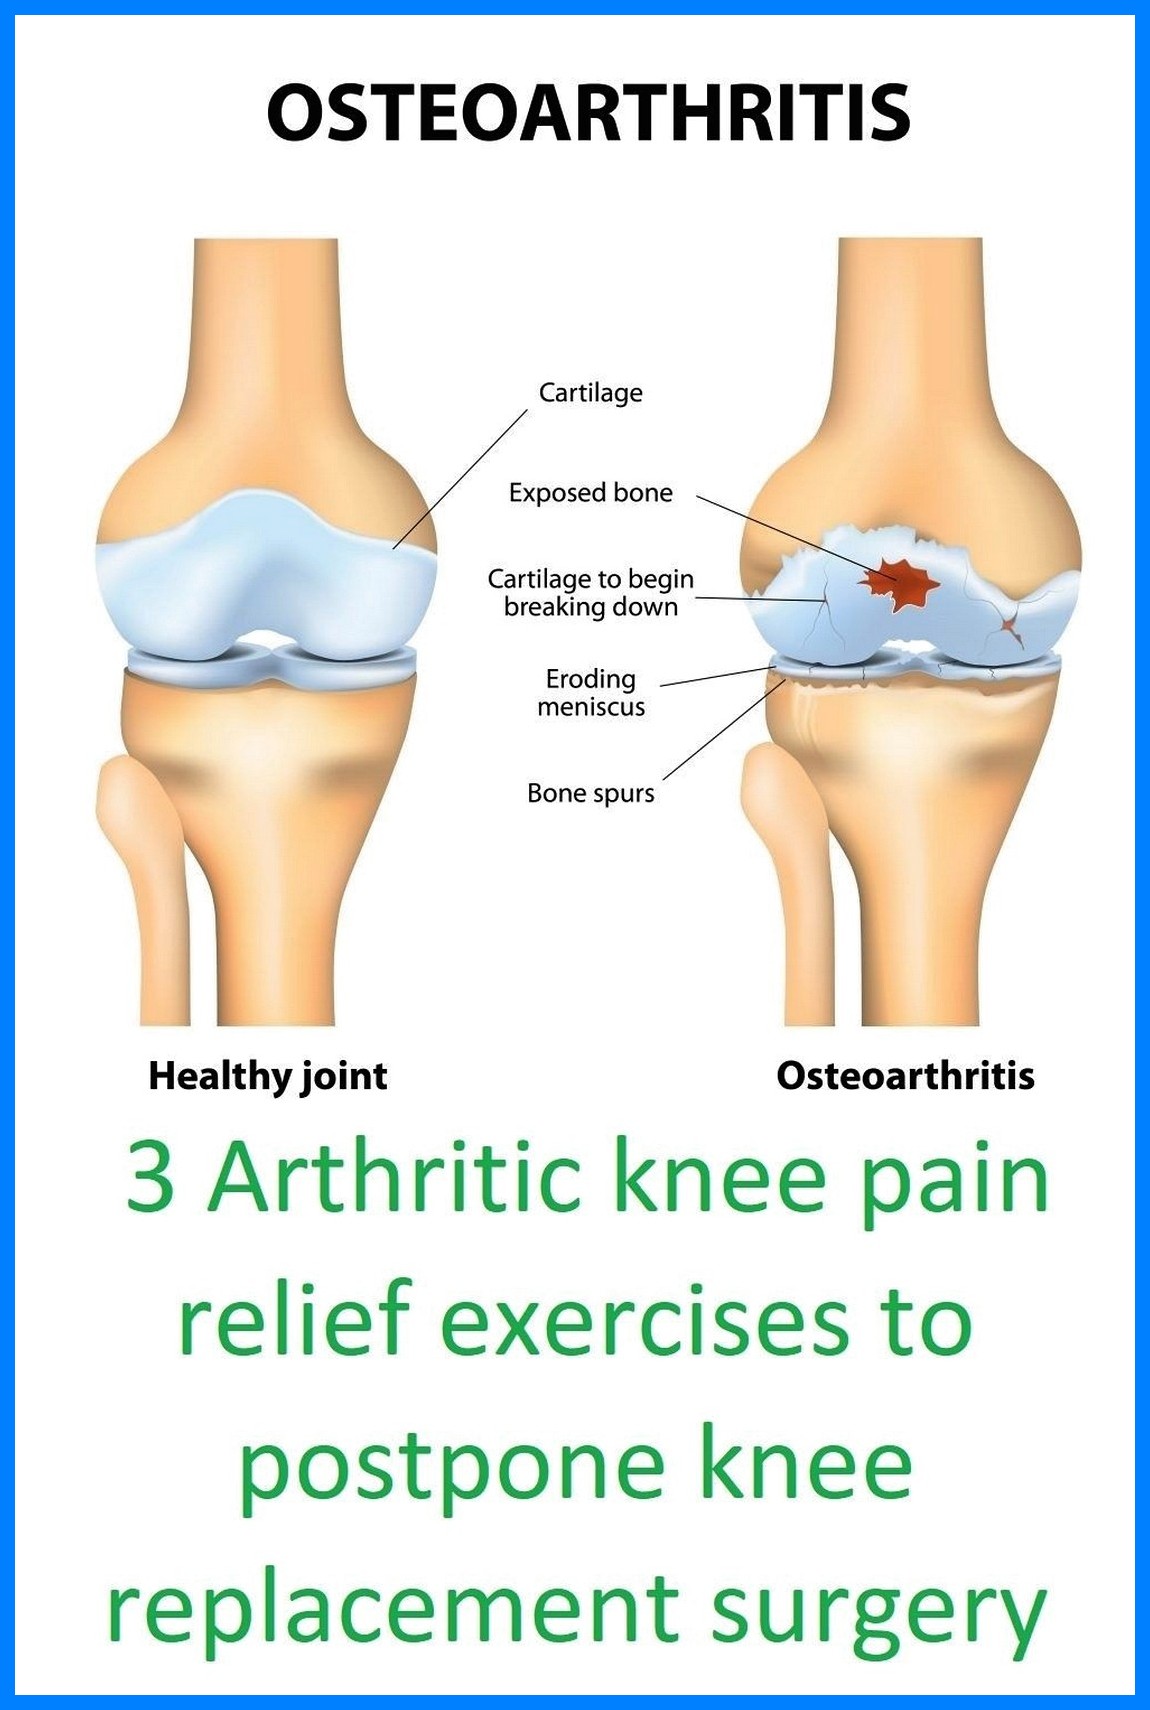 OSTEOARTHRITIS
Cartilage
Exposed bone
Cartilage to begin
breaking down
Eroding
meniscus
Bone spurs
Healthy joint
Osteoarthritis
3 Arthritic knee pain
relief exercises to
postpone knee
replacement surgery